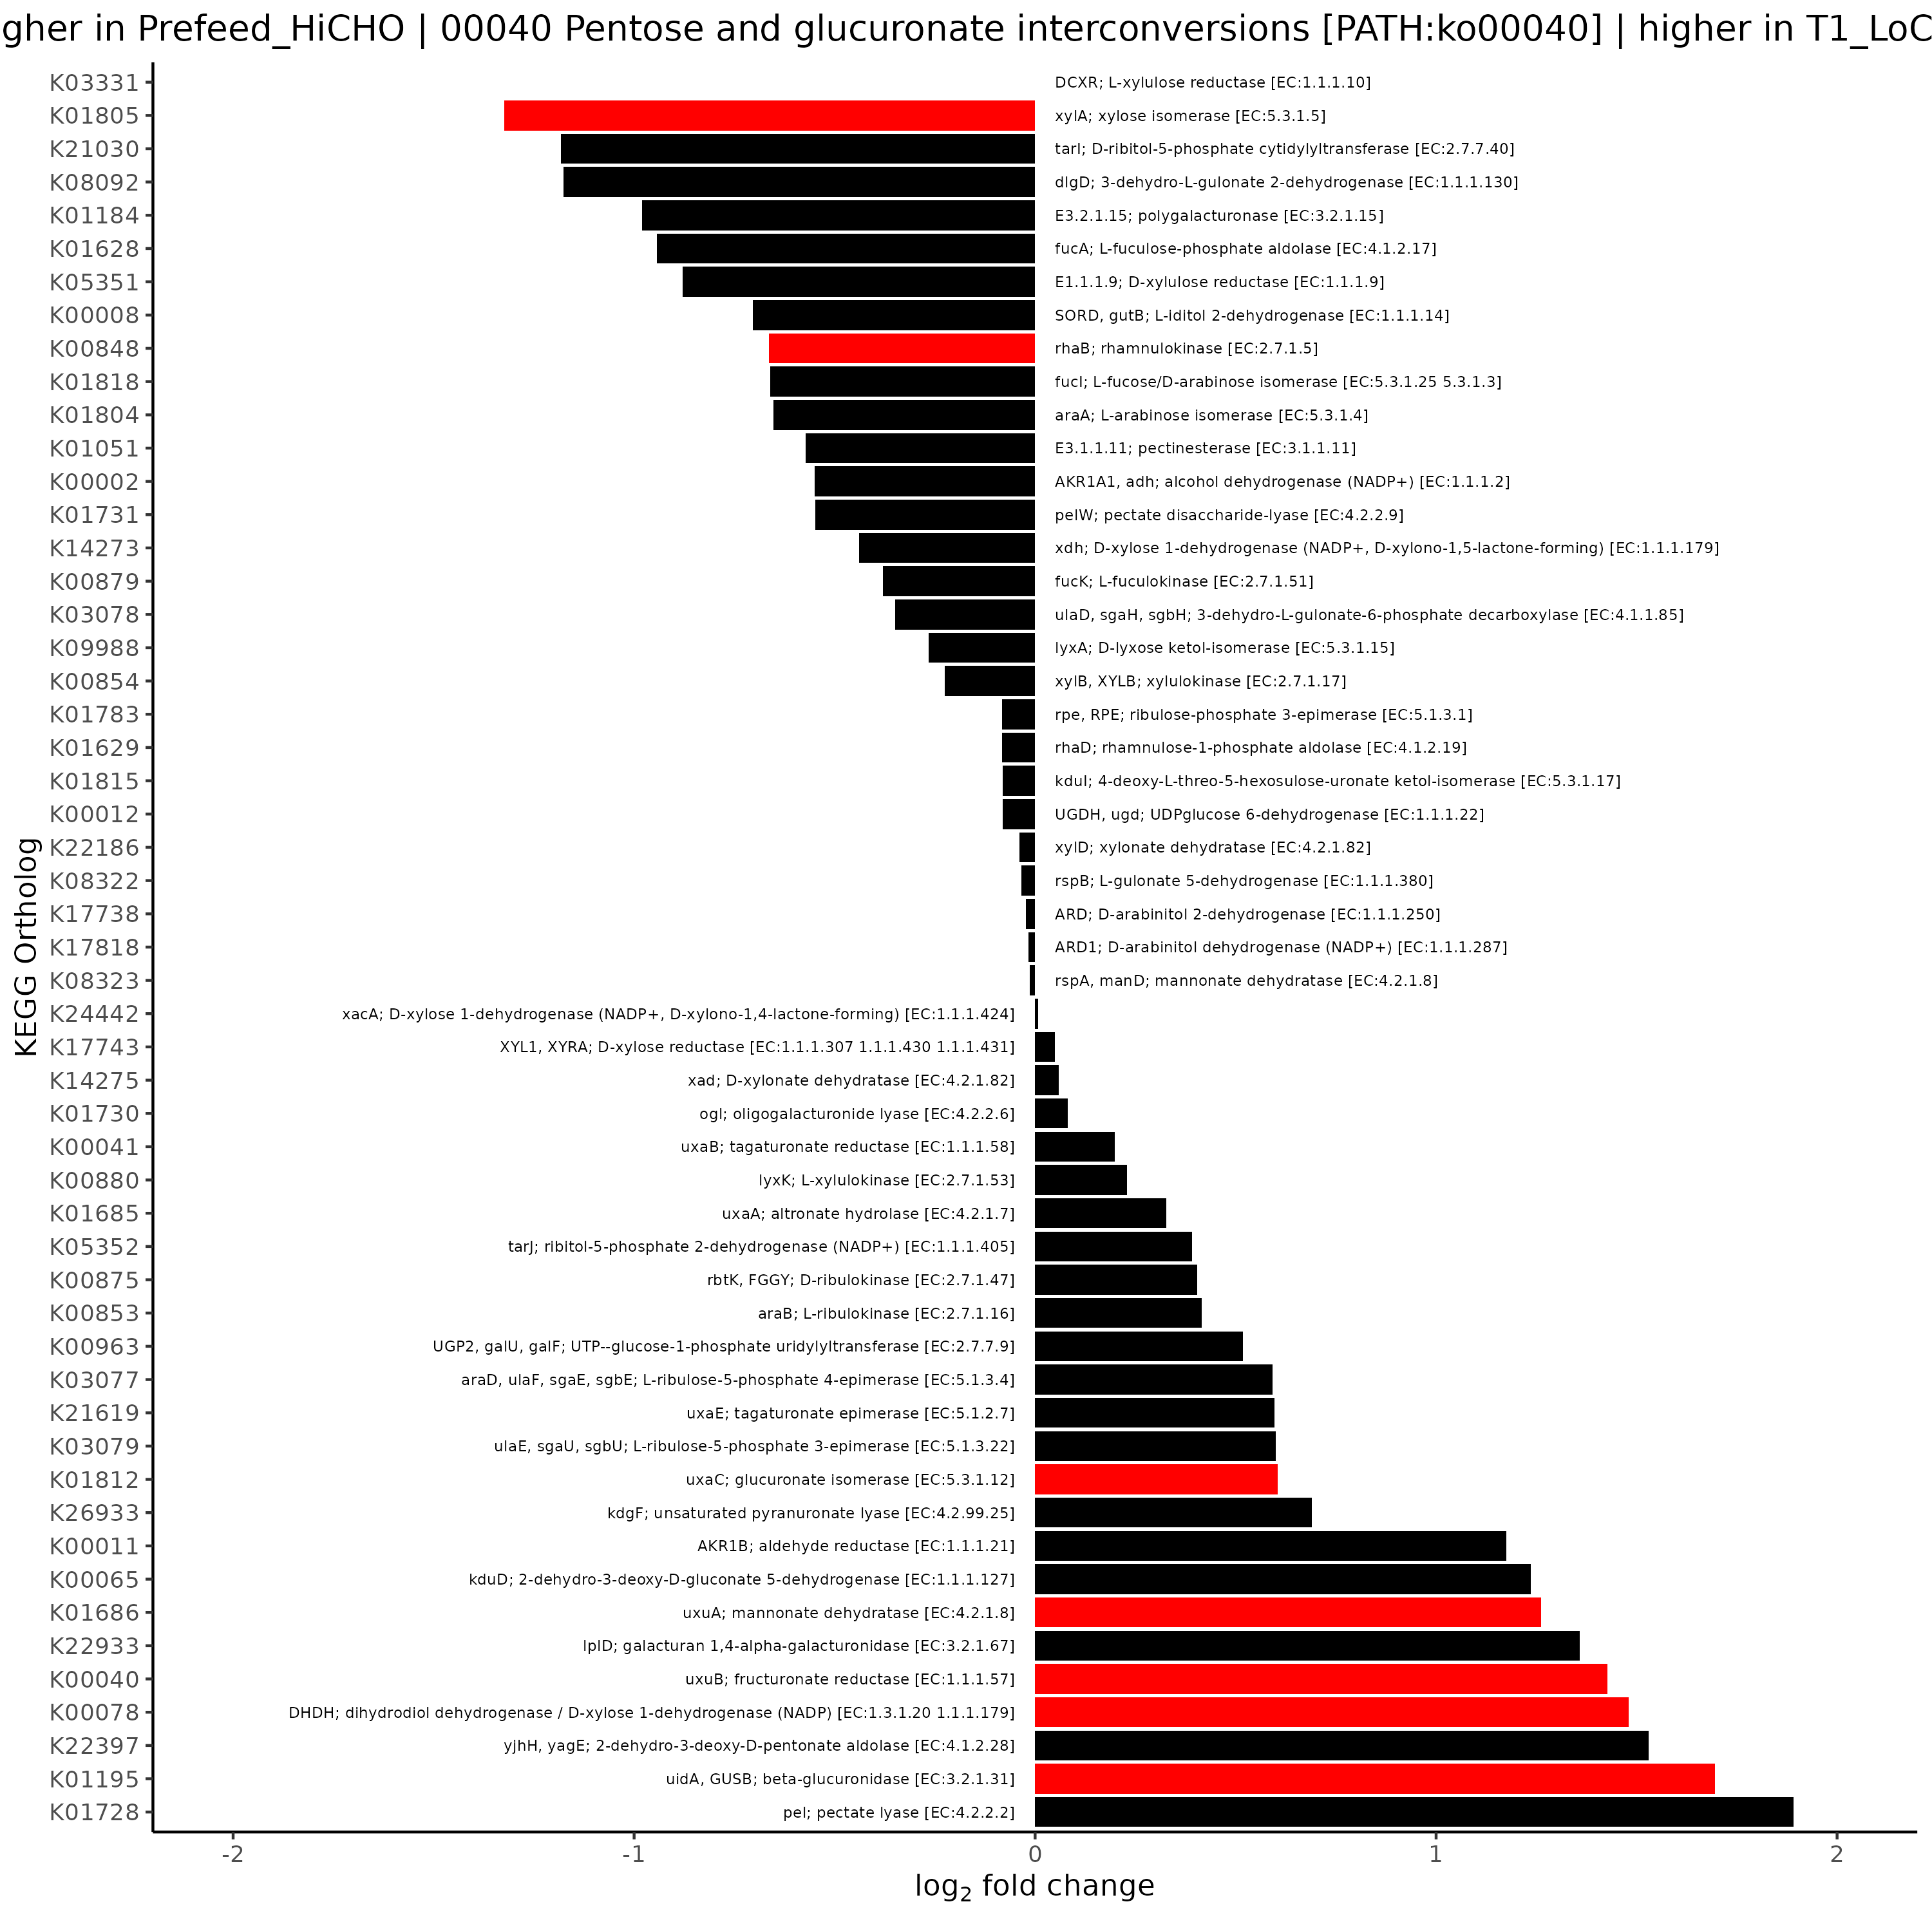 gher in Prefeed_HiCHO | 00040 Pentose and glucuronate interconversions [PATH:ko00040] | higher in T1_LoC
K03331 DCXR; L-xylulose reductase [EC:1.1.1.10]
K01805 xylA; xylose isomerase [EC:5.3.1.5]
K21030 tarI; D-ribitol-5-phosphate cytidylyltransferase [EC:2.7.7.40]
K08092 dlgD; 3-dehydro-L-gulonate 2-dehydrogenase [EC:1.1.1.130]
K01184 E3.2.1.15; polygalacturonase [EC:3.2.1.15]
K01628 fucA; L-fuculose-phosphate aldolase [EC:4.1.2.17]
K05351 E1.1.1.9; D-xylulose reductase [EC:1.1.1.9]
K00008 SORD, gutB; L-iditol 2-dehydrogenase [EC:1.1.1.14]
K00848 rhaB; rhamnulokinase [EC:2.7.1.5]
K01818 fucI; L-fucose/D-arabinose isomerase [EC:5.3.1.25 5.3.1.3]
K01804 araA; L-arabinose isomerase [EC:5.3.1.4]
K01051 E3.1.1.11; pectinesterase [EC:3.1.1.11]
K00002 AKR1A1, adh; alcohol dehydrogenase (NADP+) [EC:1.1.1.2]
K01731 pelW; pectate disaccharide-lyase [EC:4.2.2.9]
K14273 xdh; D-xylose 1-dehydrogenase (NADP+, D-xylono-1,5-lactone-forming) [EC:1.1.1.179]
K00879 fucK; L-fuculokinase [EC:2.7.1.51]
K03078 ulaD, sgaH, sgbH; 3-dehydro-L-gulonate-6-phosphate decarboxylase [EC:4.1.1.85]
K09988 lyxA; D-lyxose ketol-isomerase [EC:5.3.1.15]
K00854 xylB, XYLB; xylulokinase [EC:2.7.1.17]
K01783 rpe, RPE; ribulose-phosphate 3-epimerase [EC:5.1.3.1]
K01629 rhaD; rhamnulose-1-phosphate aldolase [EC:4.1.2.19]
K01815 kduI; 4-deoxy-L-threo-5-hexosulose-uronate ketol-isomerase [EC:5.3.1.17]
K00012 UGDH, ugd; UDPglucose 6-dehydrogenase [EC:1.1.1.22]
K22186 xylD; xylonate dehydratase [EC:4.2.1.82]
K08322 rspB; L-gulonate 5-dehydrogenase [EC:1.1.1.380]
K17738 ARD; D-arabinitol 2-dehydrogenase [EC:1.1.1.250]
K17818 ARD1; D-arabinitol dehydrogenase (NADP+) [EC:1.1.1.287]
K08323 rspA, manD; mannonate dehydratase [EC:4.2.1.8]
K24442 xacA; D-xylose 1-dehydrogenase (NADP+, D-xylono-1,4-lactone-forming) [EC:1.1.1.424]
K17743 XYL1, XYRA; D-xylose reductase [EC:1.1.1.307 1.1.1.430 1.1.1.431]
K14275 xad; D-xylonate dehydratase [EC:4.2.1.82]
K01730 ogl; oligogalacturonide lyase [EC:4.2.2.6]
K00041 uxaB; tagaturonate reductase [EC:1.1.1.58]
K00880 lyxK; L-xylulokinase [EC:2.7.1.53]
K01685 uxaA; altronate hydrolase [EC:4.2.1.7]
K05352 tarJ; ribitol-5-phosphate 2-dehydrogenase (NADP+) [EC:1.1.1.405]
K00875 rbtK, FGGY; D-ribulokinase [EC:2.7.1.47]
K00853 araB; L-ribulokinase [EC:2.7.1.16]
K00963 UGP2, galU, galF; UTP--glucose-1-phosphate uridylyltransferase [EC:2.7.7.9]
K03077 araD, ulaF, sgaE, sgbE; L-ribulose-5-phosphate 4-epimerase [EC:5.1.3.4]
K21619 uxaE; tagaturonate epimerase [EC:5.1.2.7]
K03079 ulaE, sgaU, sgbU; L-ribulose-5-phosphate 3-epimerase [EC:5.1.3.22]
K01812 uxaC; glucuronate isomerase [EC:5.3.1.12]
K26933 kdgF; unsaturated pyranuronate lyase [EC:4.2.99.25]
K00011 AKR1B; aldehyde reductase [EC:1.1.1.21]
K00065 kduD; 2-dehydro-3-deoxy-D-gluconate 5-dehydrogenase [EC:1.1.1.127]
K01686 uxuA; mannonate dehydratase [EC:4.2.1.8]
K22933 lplD; galacturan 1,4-alpha-galacturonidase [EC:3.2.1.67]
K00040 uxuB; fructuronate reductase [EC:1.1.1.57]
K00078 DHDH; dihydrodiol dehydrogenase / D-xylose 1-dehydrogenase (NADP) [EC:1.3.1.20 1.1.1.179]
K22397 yjhH, yagE; 2-dehydro-3-deoxy-D-pentonate aldolase [EC:4.1.2.28]
K01195 uidA, GUSB; beta-glucuronidase [EC:3.2.1.31]
K01728 pel; pectate lyase [EC:4.2.2.2]
KEGG Ortholog
-2 -1 0 1 2
log2 fold change